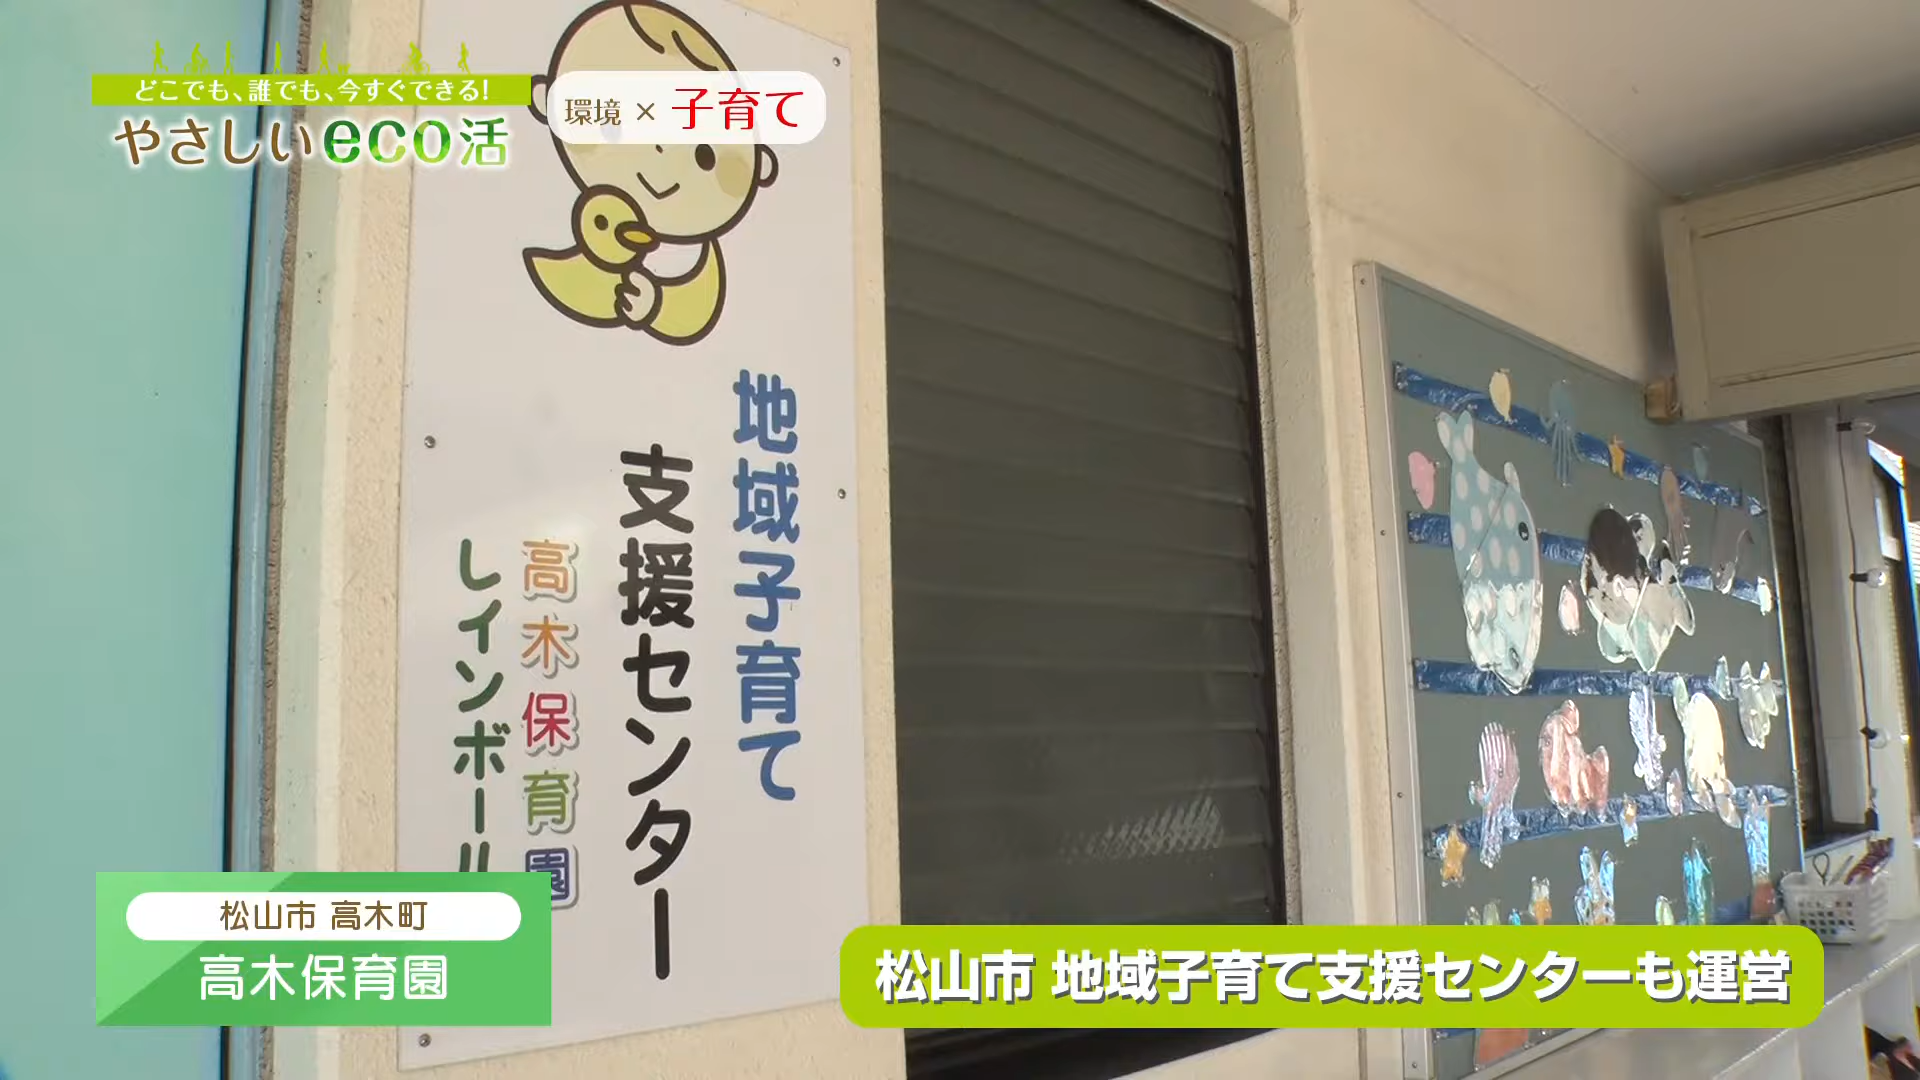 どこでも、誰でも、今すぐできる!
やさしいeco活
環境 × 子育て
地域子育て
支援センター
高木保育園
レインボール
松山市 高木町
高木保育園
松山市 地域子育て支援センターも運営